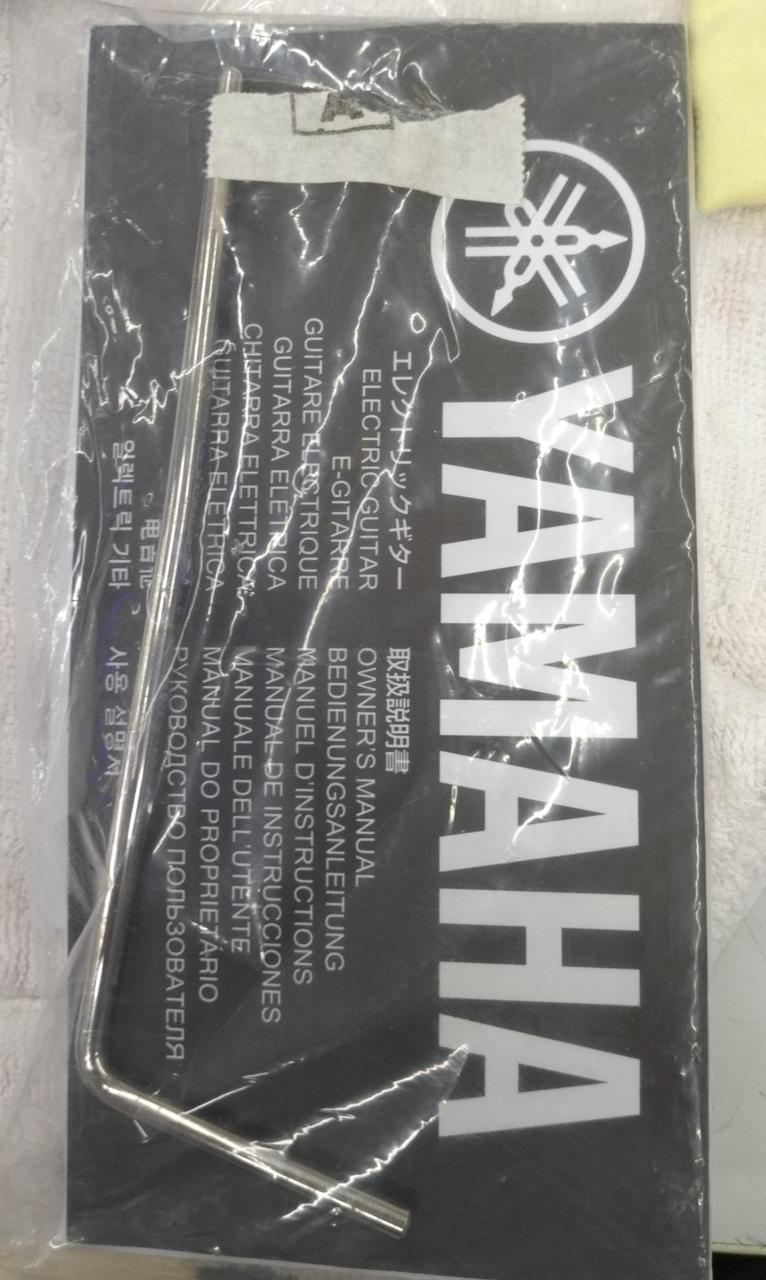 YAMAHA
エレクトリックギター 取扱説明書
ELECTRIC GUITAR OWNER'S MANUAL
E-GITARRE BEDIENUNGSANLEITUNG
GUITARE ELECTRIQUE MANUEL D'INSTRUCTIONS
GUITARRA ELÉTRICA MANUAL DE INSTRUCCIONES
CHITARRA ELETTRICA MANUALE DELL'UTENTE
GUITARRA ELÉTRICA MANUAL DO PROPRIETÁRIO
РУКОВОДСТВО ПОЛЬЗОВАТЕЛЯ
일렉트릭 기타 사용 설명서
A